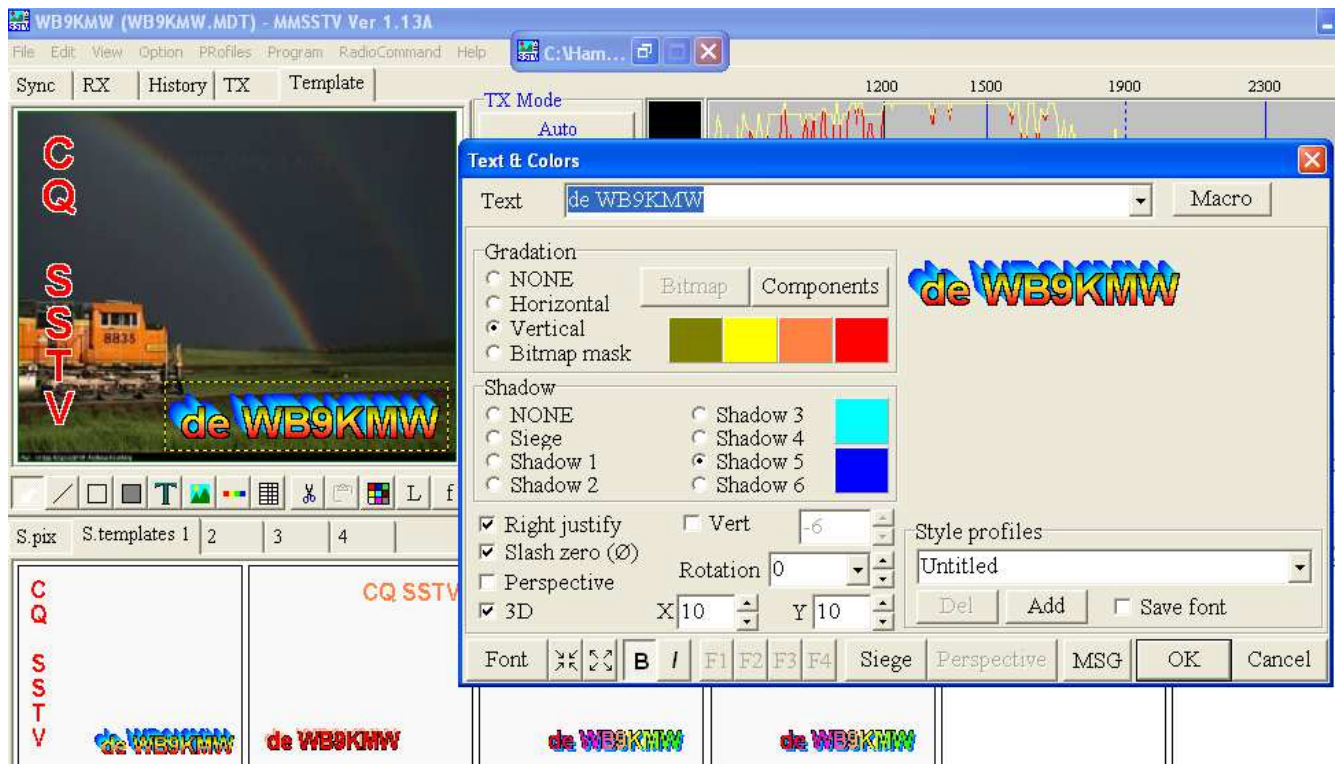 WB9KMW (WB9KMW.MDT) - MMSSTV Ver 1.13A
File Edit View Option PRofiles Program RadioCommand Help
C:\Ham...
Sync RX History TX Template
TX Mode
Auto
1200 1500 1900 2300
CQ SSTV
8835
de WB9KMW
Text & Colors
Text de WB9KMW Macro
Gradation
NONE
Horizontal
Vertical
Bitmap mask
Bitmap Components
de WB9KMW
Shadow
NONE
Siege
Shadow 1
Shadow 2
Shadow 3
Shadow 4
Shadow 5
Shadow 6
Right justify
Slash zero (Ø)
Perspective
3D
Vert -6
Rotation 0
X 10 Y 10
Style profiles
Untitled
Del Add Save font
Font B I F1 F2 F3 F4 Siege Perspective MSG OK Cancel
T L f
S.pix S.templates 1 2 3 4
CQ SSTV
de WB9KMW
CQ SSTV
de WB9KMW
de WB9KMW
de WB9KMW